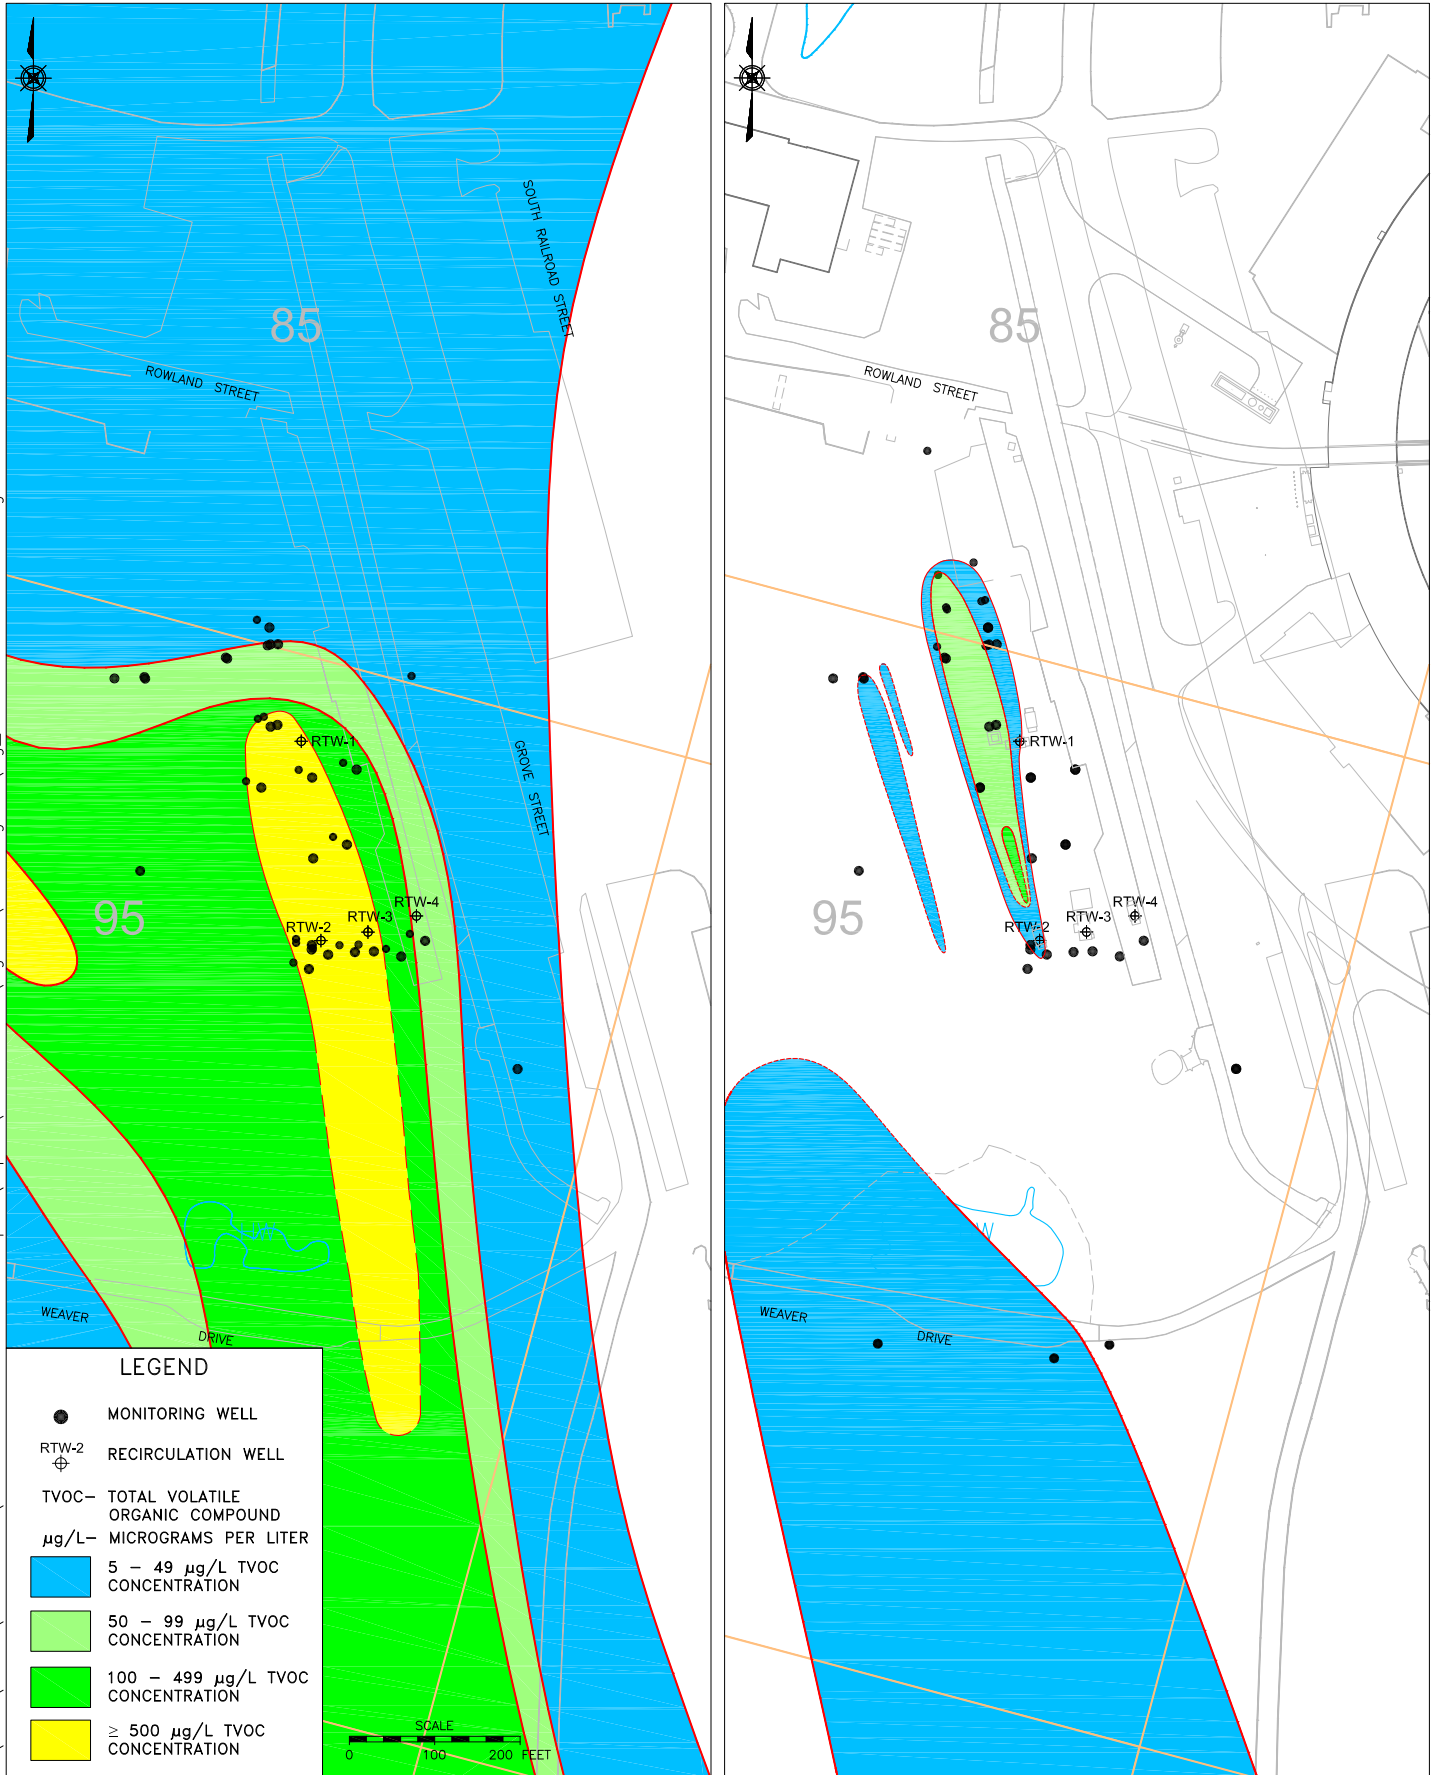 SOUTH RAILROAD STREET
85
ROWLAND STREET
RTW-1
GROVE STREET
95
RTW-2
RTW-3
RTW-4
W
WEAVER DRIVE
LEGEND
MONITORING WELL
RTW-2
RECIRCULATION WELL
TVOC– TOTAL VOLATILE
ORGANIC COMPOUND
µg/L– MICROGRAMS PER LITER
5 – 49 µg/L TVOC
CONCENTRATION
50 – 99 µg/L TVOC
CONCENTRATION
100 – 499 µg/L TVOC
CONCENTRATION
≥ 500 µg/L TVOC
CONCENTRATION
SCALE
0 100 200 FEET
85
ROWLAND STREET
RTW-1
95
RTW-2
RTW-3
RTW-4
W
WEAVER DRIVE